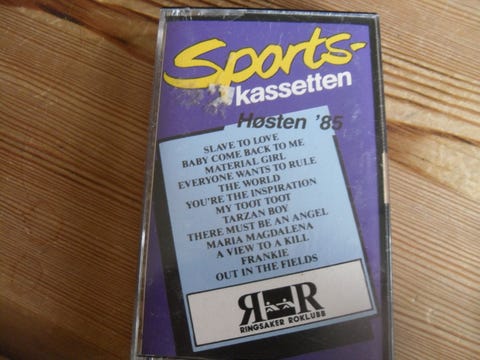 Sports-
kassetten
Høsten '85
SLAVE TO LOVE
BABY COME BACK TO ME
MATERIAL GIRL
EVERYONE WANTS TO RULE
THE WORLD
YOU'RE THE INSPIRATION
MY TOOT TOOT
TARZAN BOY
THERE MUST BE AN ANGEL
MARIA MAGDALENA
A VIEW TO A KILL
FRANKIE
OUT IN THE FIELDS
R R
RINGSAKER ROKLUBB